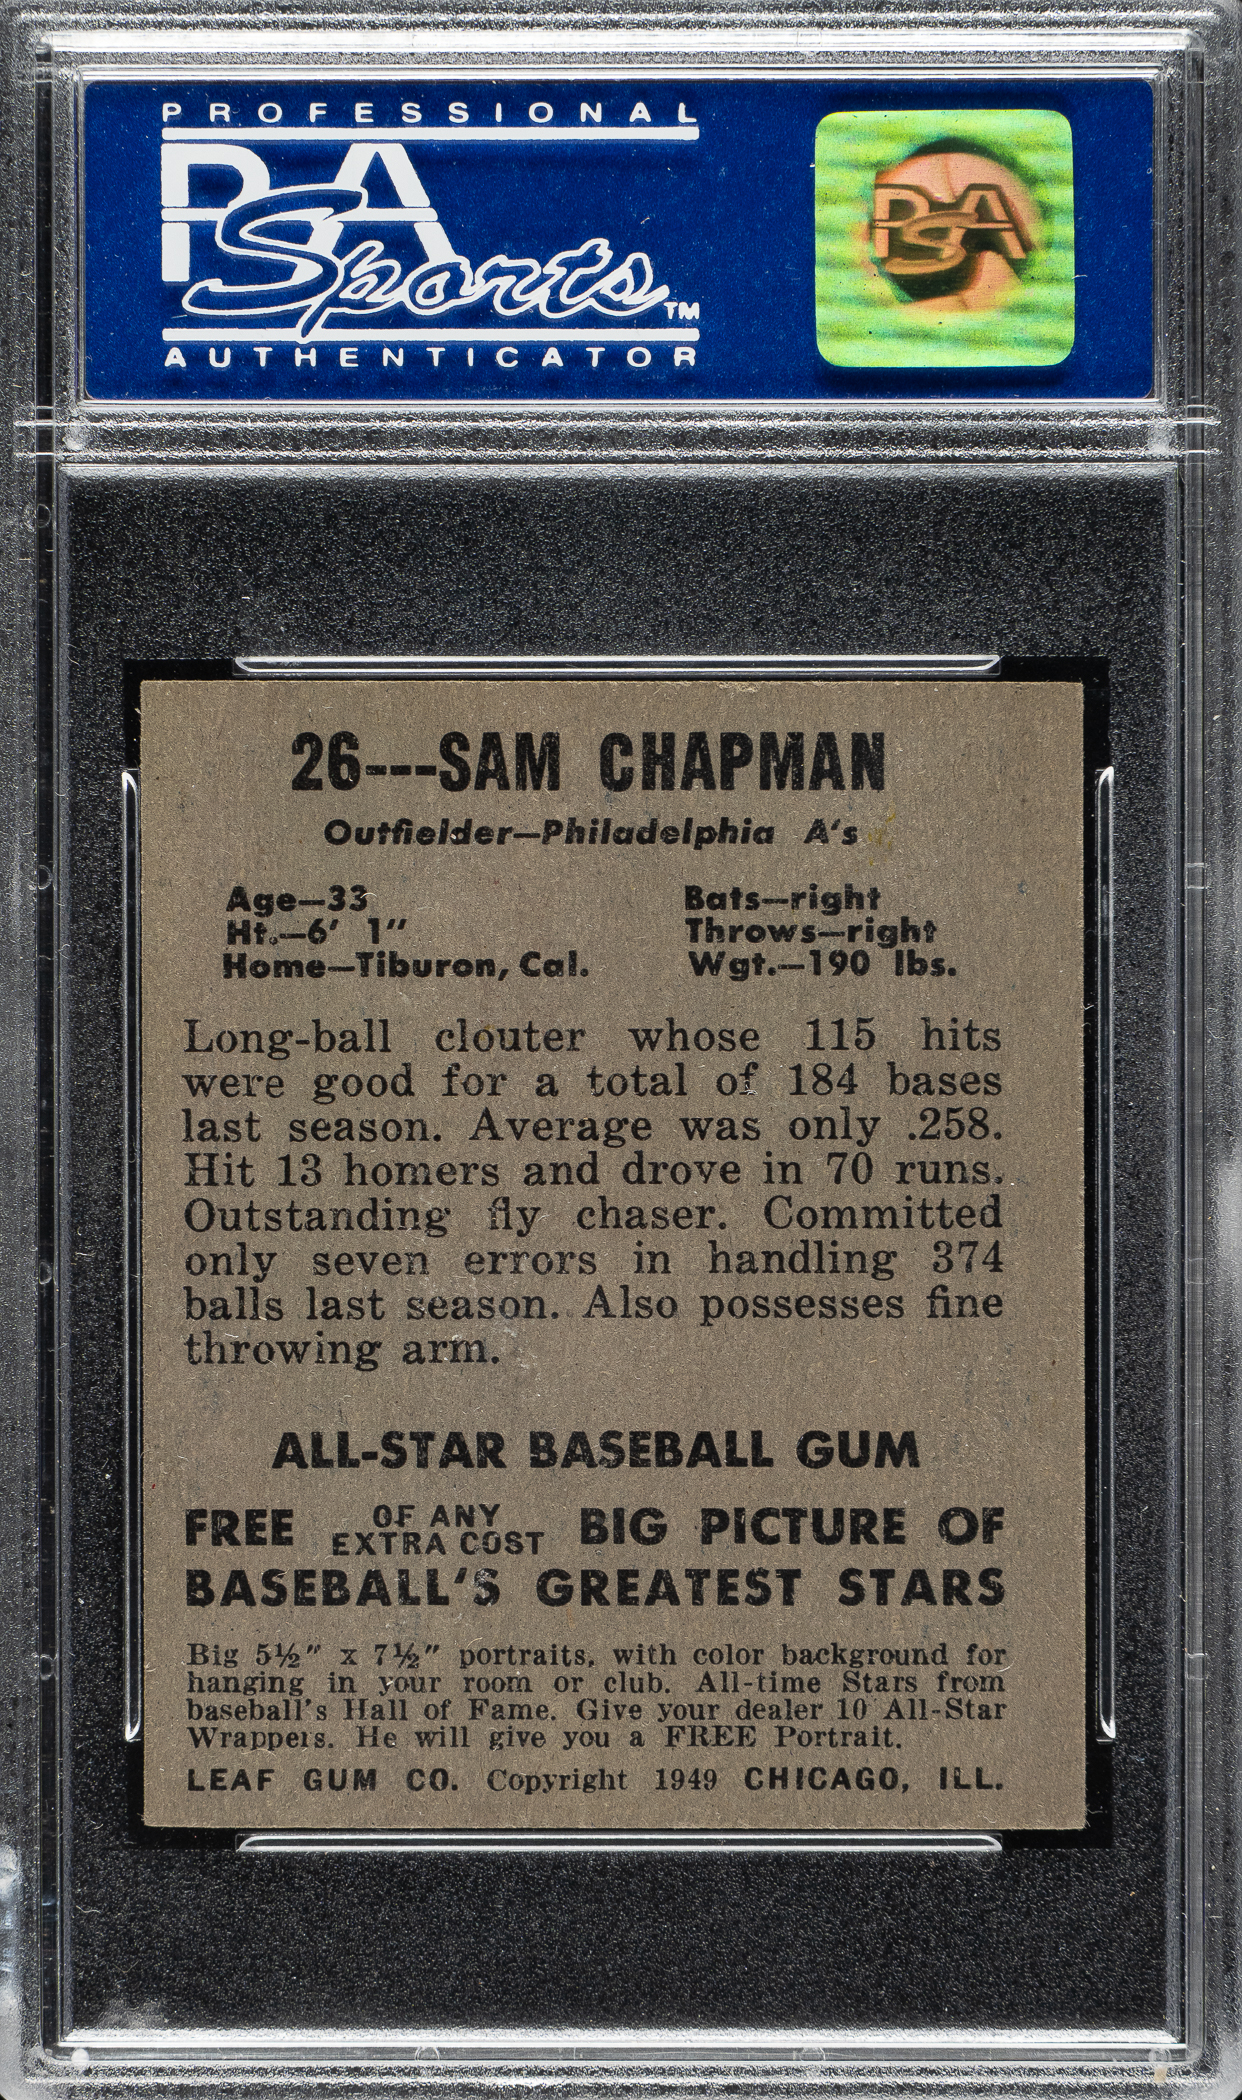 PROFESSIONAL
PSA
Sports™
AUTHENTICATOR
PSA
26---SAM CHAPMAN
Outfielder—Philadelphia A's
Age—33 Bats—right
Ht.—6' 1" Throws—right
Home—Tiburon, Cal. Wgt.—190 lbs.
Long-ball clouter whose 115 hits
were good for a total of 184 bases
last season. Average was only .258.
Hit 13 homers and drove in 70 runs.
Outstanding fly chaser. Committed
only seven errors in handling 374
balls last season. Also possesses fine
throwing arm.
ALL-STAR BASEBALL GUM
FREE OF ANY EXTRA COST BIG PICTURE OF
BASEBALL'S GREATEST STARS
Big 5½" x 7½" portraits, with color background for
hanging in your room or club. All-time Stars from
baseball's Hall of Fame. Give your dealer 10 All-Star
Wrappers. He will give you a FREE Portrait.
LEAF GUM CO. Copyright 1949 CHICAGO, ILL.